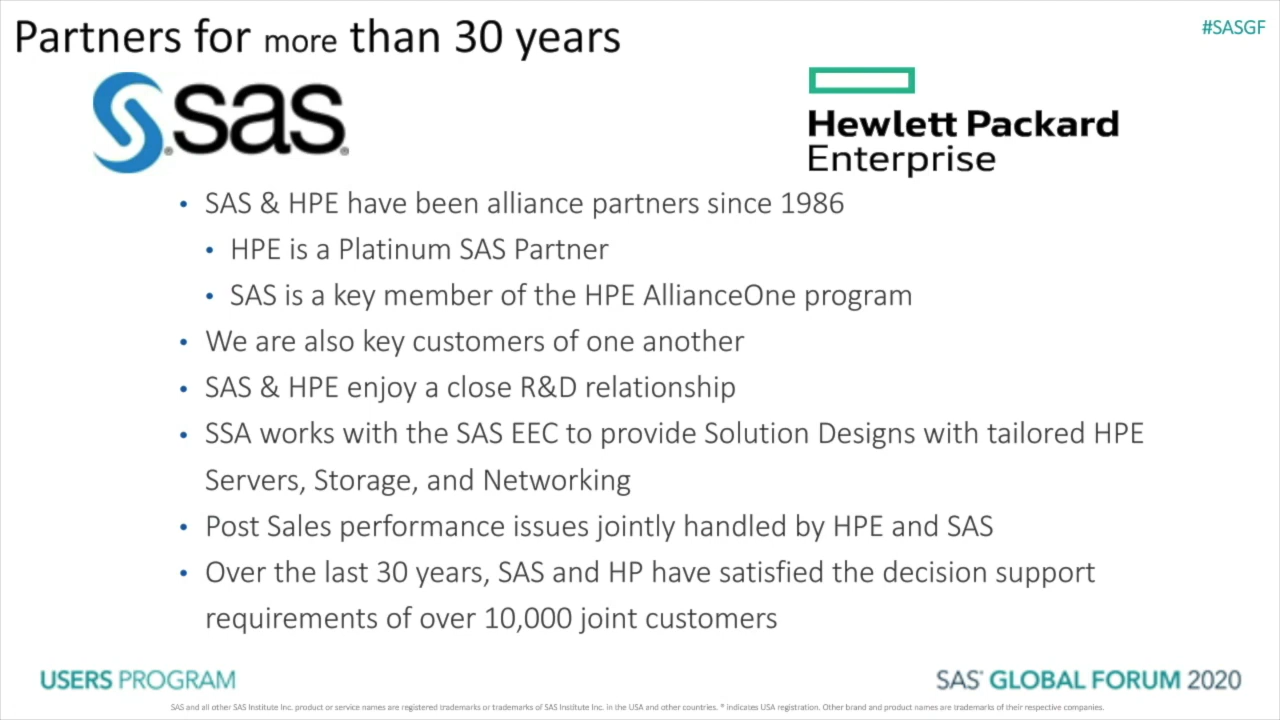 Partners for more than 30 years
#SASGF
sas
Hewlett Packard
Enterprise
• SAS & HPE have been alliance partners since 1986
• HPE is a Platinum SAS Partner
• SAS is a key member of the HPE AllianceOne program
• We are also key customers of one another
• SAS & HPE enjoy a close R&D relationship
• SSA works with the SAS EEC to provide Solution Designs with tailored HPE
Servers, Storage, and Networking
• Post Sales performance issues jointly handled by HPE and SAS
• Over the last 30 years, SAS and HP have satisfied the decision support
requirements of over 10,000 joint customers
USERS PROGRAM
SAS® GLOBAL FORUM 2020
SAS and all other SAS Institute Inc. product or service names are registered trademarks or trademarks of SAS Institute Inc. in the USA and other countries. ® indicates USA registration. Other brand and product names are trademarks of their respective companies.